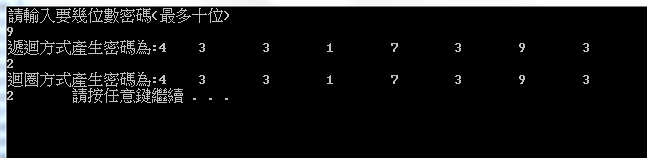 請輸入要幾位數密碼(最多十位)
9
遞迴方式產生密碼為:4 3 3 1 7 3 9 3
2
迴圈方式產生密碼為:4 3 3 1 7 3 9 3
2 請按任意鍵繼續 . . .